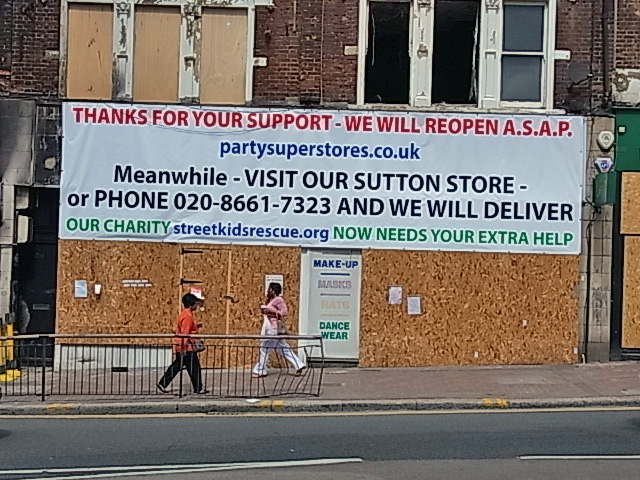 THANKS FOR YOUR SUPPORT - WE WILL REOPEN A.S.A.P.
partysuperstores.co.uk
Meanwhile - VISIT OUR SUTTON STORE -
or PHONE 020-8661-7323 AND WE WILL DELIVER
OUR CHARITY streetkidsrescue.org NOW NEEDS YOUR EXTRA HELP
MAKE-UP
MASKS
HATS
DANCE
WEAR